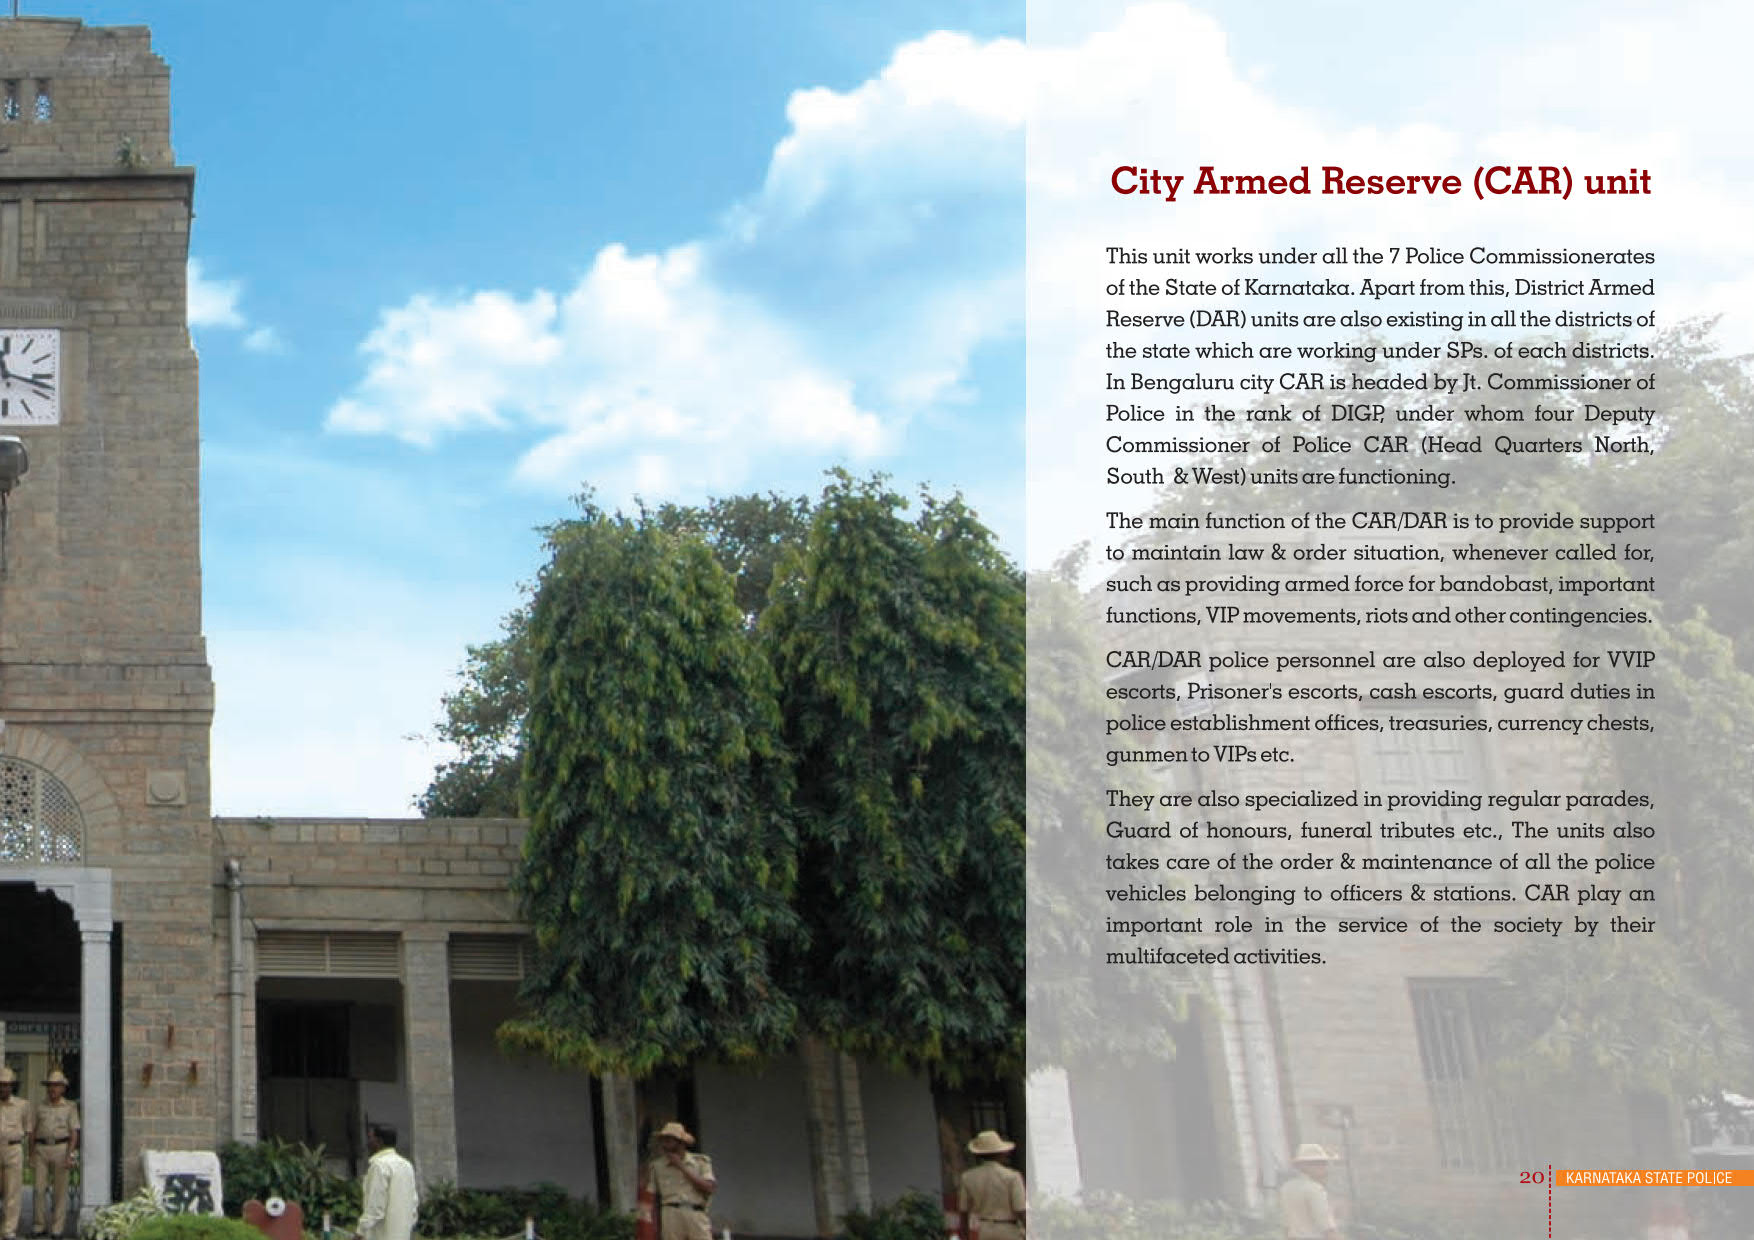 City Armed Reserve (CAR) unit
This unit works under all the 7 Police Commissionerates
of the State of Karnataka. Apart from this, District Armed
Reserve (DAR) units are also existing in all the districts of
the state which are working under SPs. of each districts.
In Bengaluru city CAR is headed by Jt. Commissioner of
Police in the rank of DIGP, under whom four Deputy
Commissioner of Police CAR (Head Quarters North,
South & West) units are functioning.
The main function of the CAR/DAR is to provide support
to maintain law & order situation, whenever called for,
such as providing armed force for bandobast, important
functions, VIP movements, riots and other contingencies.
CAR/DAR police personnel are also deployed for VVIP
escorts, Prisoner's escorts, cash escorts, guard duties in
police establishment offices, treasuries, currency chests,
gunmen to VIPs etc.
They are also specialized in providing regular parades,
Guard of honours, funeral tributes etc., The units also
takes care of the order & maintenance of all the police
vehicles belonging to officers & stations. CAR play an
important role in the service of the society by their
multifaceted activities.
20 KARNATAKA STATE POLICE